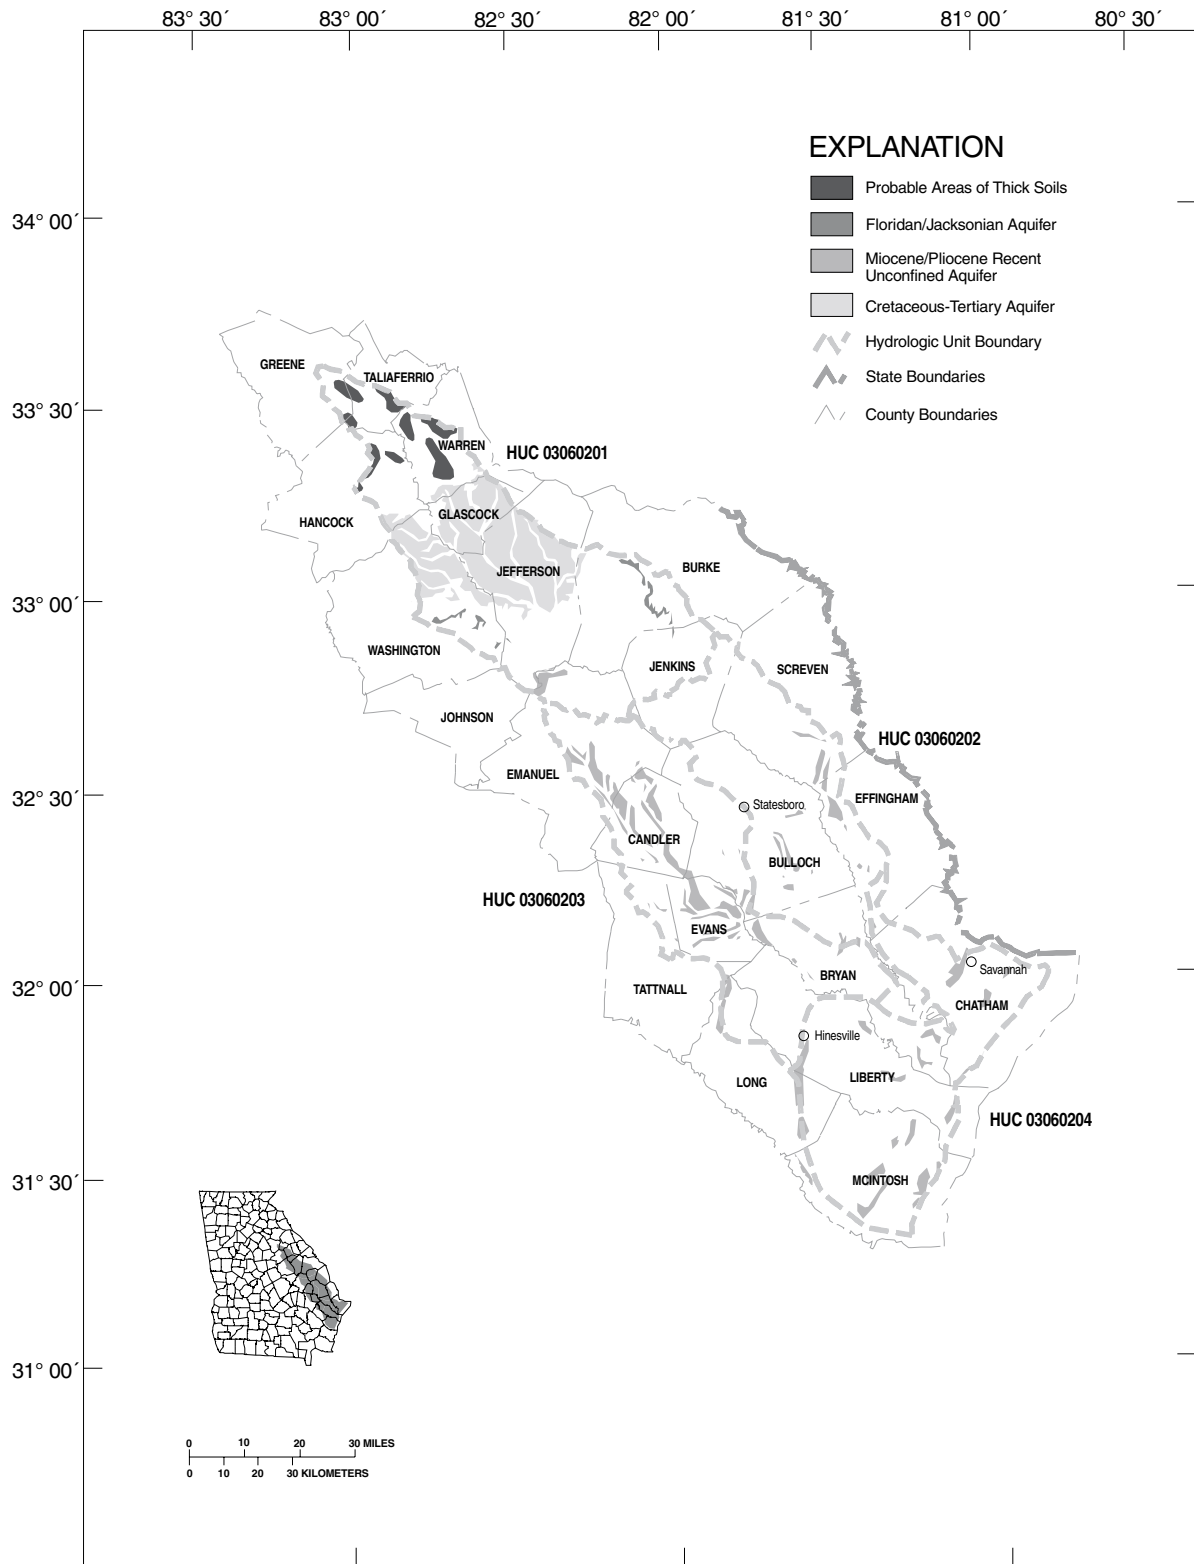 83° 30´ 83° 00´ 82° 30´ 82° 00´ 81° 30´ 81° 00´ 80° 30´
EXPLANATION
Probable Areas of Thick Soils
Floridan/Jacksonian Aquifer
Miocene/Pliocene Recent
Unconfined Aquifer
Cretaceous-Tertiary Aquifer
Hydrologic Unit Boundary
State Boundaries
County Boundaries
34° 00´
33° 30´
33° 00´
32° 30´
32° 00´
31° 30´
31° 00´
GREENE
TALIAFERRIO
WARREN
HUC 03060201
GLASCOCK
HANCOCK
JEFFERSON
BURKE
WASHINGTON
JENKINS
SCREVEN
JOHNSON
HUC 03060202
EMANUEL
EFFINGHAM
Statesboro
CANDLER
BULLOCH
HUC 03060203
EVANS
Savannah
BRYAN
TATTNALL
CHATHAM
Hinesville
LONG
LIBERTY
HUC 03060204
MCINTOSH
0 10 20 30 MILES
0 10 20 30 KILOMETERS